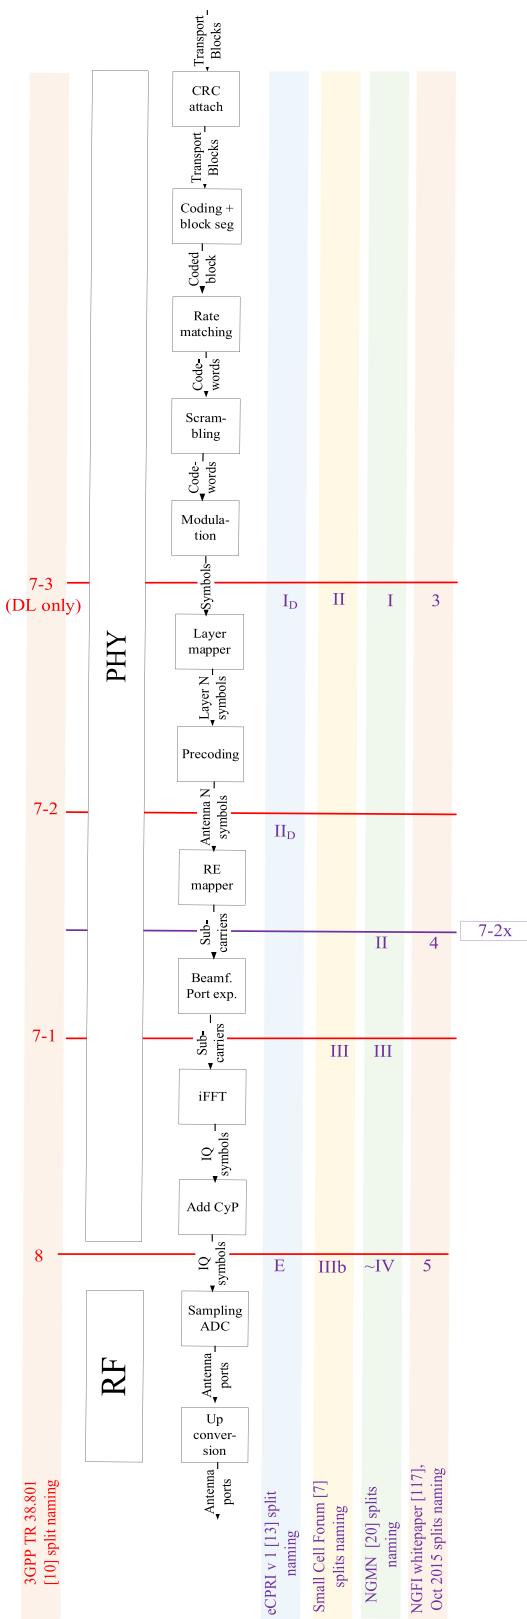 Transport
Blocks
CRC
attach
Transport
Blocks
Coding +
block seg
Coded
block
Rate
matching
Code-
words
Scram-
bling
Code-
words
Modula-
tion
7-3
(DL only)
Symbols
I_D
II
I
3
PHY
Layer
mapper
Layer N
symbols
Precoding
7-2
Antenna N
symbols
II_D
RE
mapper
Sub-
carriers
II
4
7-2x
Beamf.
Port exp.
7-1
Sub-
carriers
III
III
iFFT
IQ
symbols
Add CyP
8
IQ
symbols
E
IIIb
~IV
5
Sampling
ADC
RF
Antenna
ports
Up
conver-
sion
Antenna
ports
3GPP TR 38.801
[10] split naming
eCPRI v 1 [13] split
naming
Small Cell Forum [7]
splits naming
NGMN [20] splits
naming
NGFI whitepaper [117],
Oct 2015 splits naming